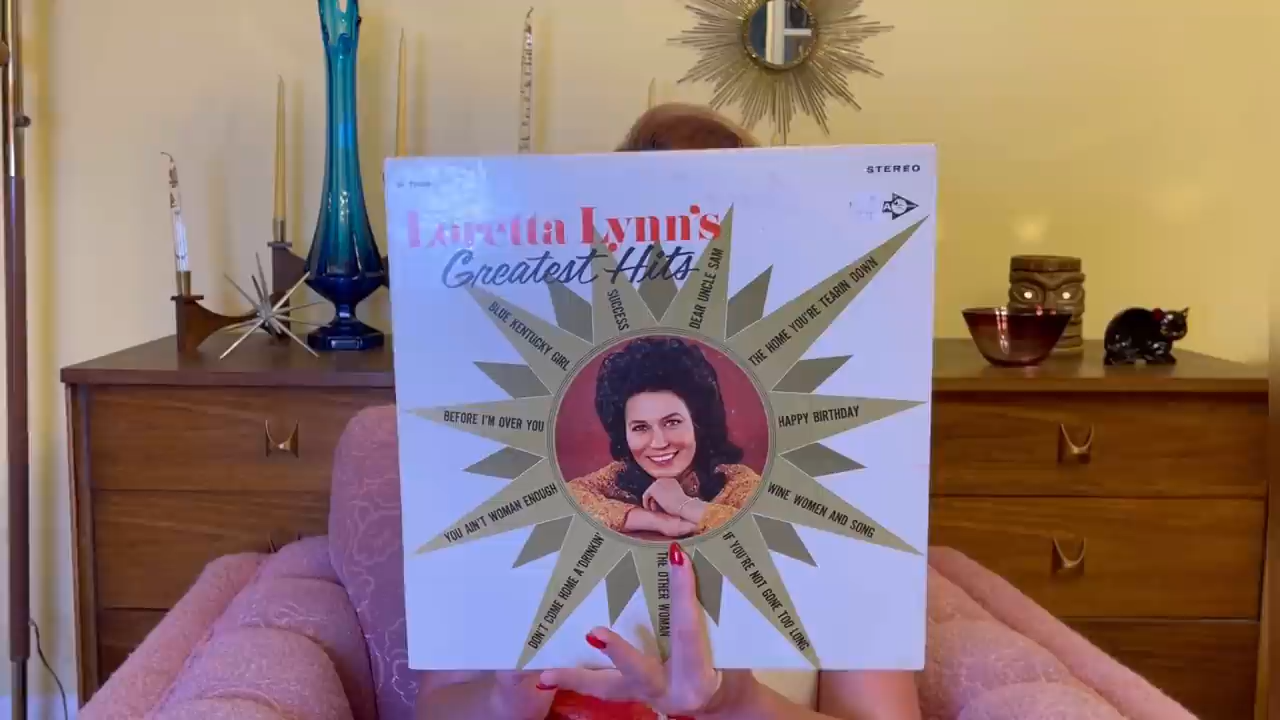 STEREO
Loretta Lynn's
Greatest Hits
SUCCESS
DEAR UNCLE SAM
THE HOME YOU'RE TEARIN DOWN
HAPPY BIRTHDAY
WINE WOMEN AND SONG
IF YOU'RE NOT GONE TOO LONG
THE OTHER WOMAN
DON'T COME HOME A'DRINKIN'
YOU AIN'T WOMAN ENOUGH
BEFORE I'M OVER YOU
BLUE KENTUCKY GIRL